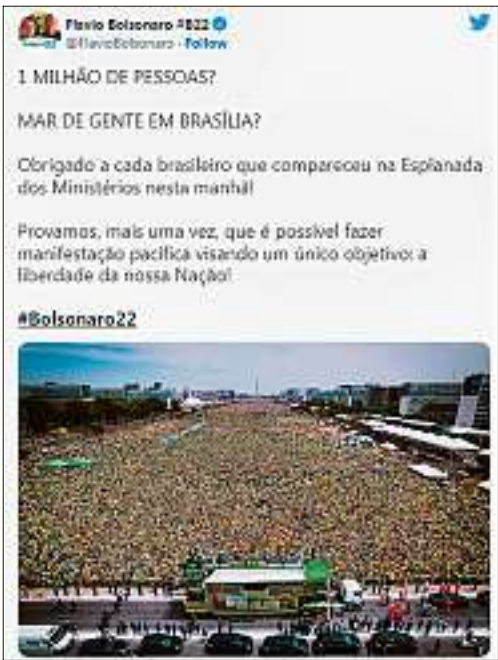 Flavio Bolsonaro #B22
@FlavioBolsonaro · Follow
1 MILHÃO DE PESSOAS?
MAR DE GENTE EM BRASÍLIA?
Obrigado a cada brasileiro que compareceu na Esplanada
dos Ministérios nesta manhã!
Provamos, mais uma vez, que é possível fazer
manifestação pacífica visando um único objetivo: a
liberdade da nossa Nação!
#Bolsonaro22